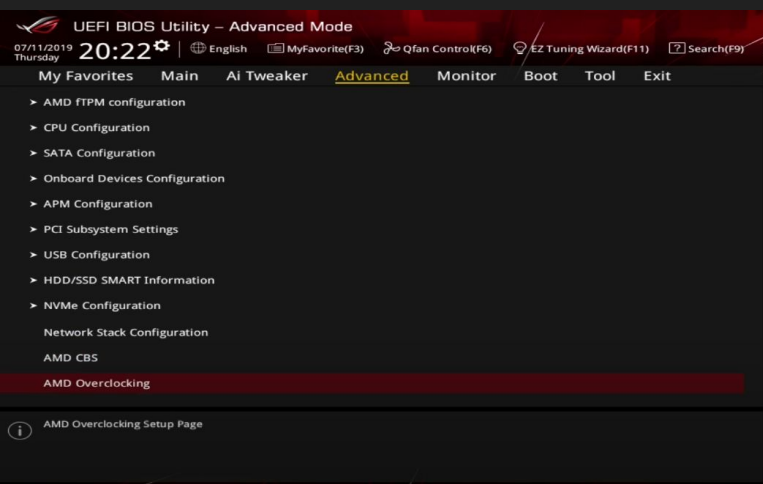 UEFI BIOS Utility – Advanced Mode
07/11/2019 Thursday 20:22 English MyFavorite(F3) Qfan Control(F6) EZ Tuning Wizard(F11) ? Search(F9)
My Favorites Main Ai Tweaker Advanced Monitor Boot Tool Exit
> AMD fTPM configuration
> CPU Configuration
> SATA Configuration
> Onboard Devices Configuration
> APM Configuration
> PCI Subsystem Settings
> USB Configuration
> HDD/SSD SMART Information
> NVMe Configuration
Network Stack Configuration
AMD CBS
AMD Overclocking
i AMD Overclocking Setup Page